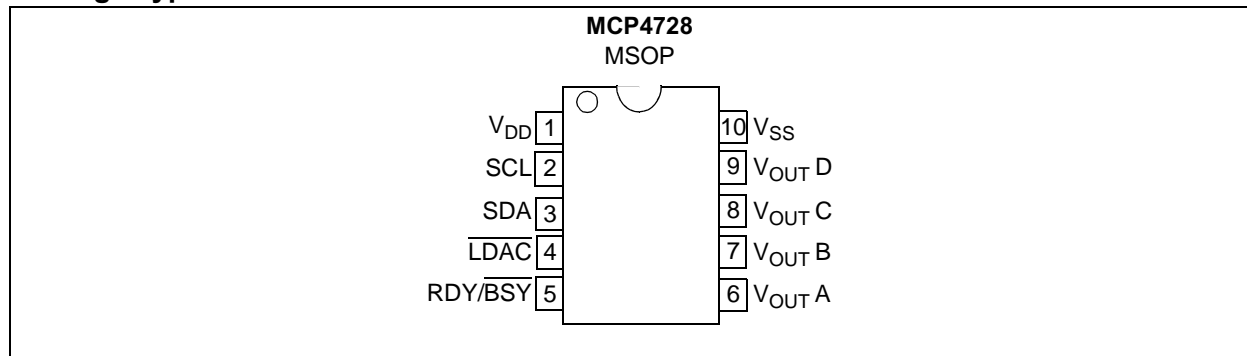 MCP4728
MSOP
VDD 1
SCL 2
SDA 3
LDAC 4
RDY/BSY 5
10 VSS
9 VOUT D
8 VOUT C
7 VOUT B
6 VOUT A